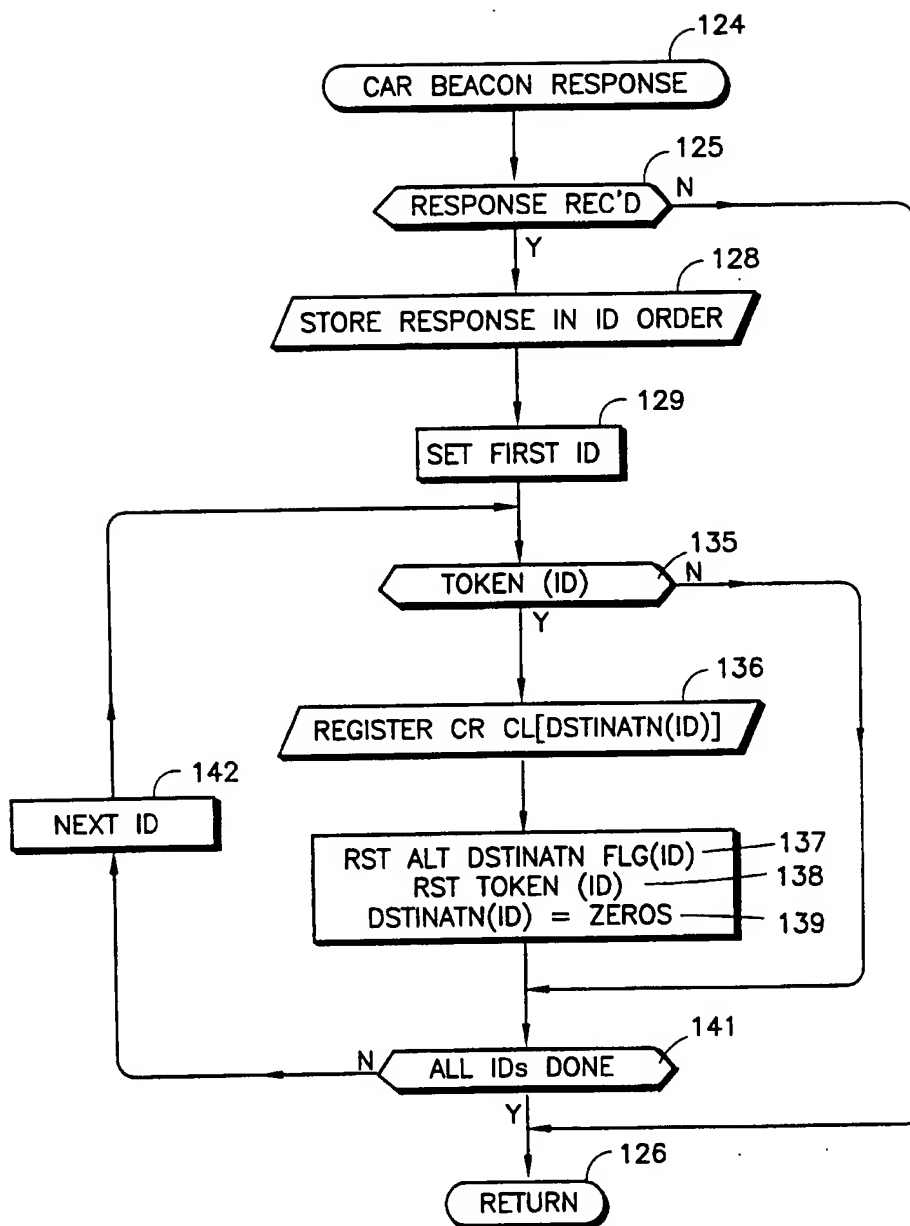 124
CAR BEACON RESPONSE
125
RESPONSE REC'D
N
Y
128
STORE RESPONSE IN ID ORDER
129
SET FIRST ID
135
TOKEN (ID)
N
Y
136
REGISTER CR CL[DSTINATN(ID)]
142
NEXT ID
RST ALT DSTINATN FLG(ID) 137
RST TOKEN (ID) 138
DSTINATN(ID) = ZEROS 139
141
N
ALL IDs DONE
Y
126
RETURN